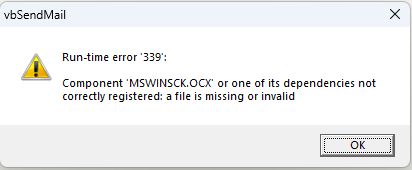 vbSendMail
Run-time error '339':
Component 'MSWINSCK.OCX' or one of its dependencies not
correctly registered: a file is missing or invalid
OK